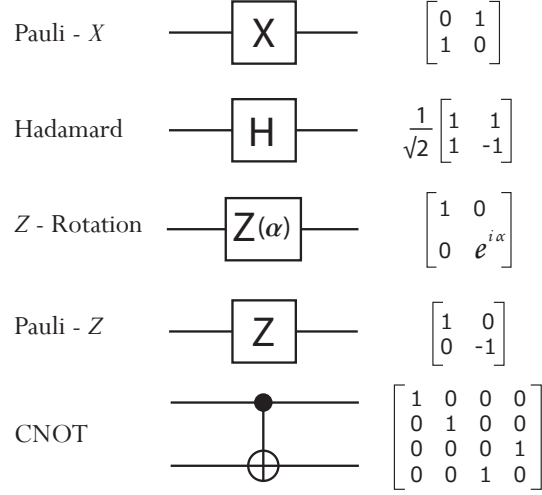 Pauli - X X 0 1
1 0
Hadamard H 1/√2 1 1
1 -1
Z - Rotation Z(α) 1 0
0 e^{iα}
Pauli - Z Z 1 0
0 -1
CNOT 1 0 0 0
0 1 0 0
0 0 0 1
0 0 1 0